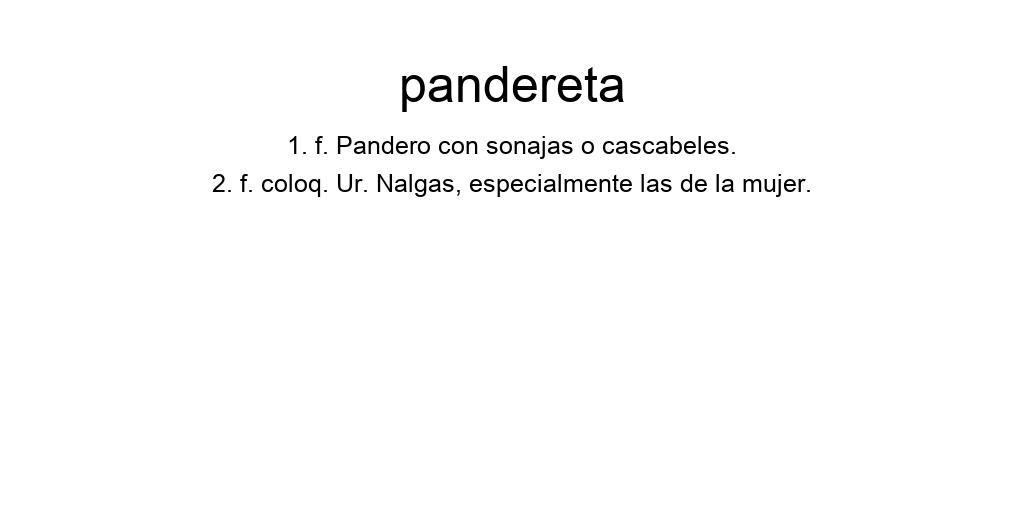 pandereta
1. f. Pandero con sonajas o cascabeles.
2. f. coloq. Ur. Nalgas, especialmente las de la mujer.